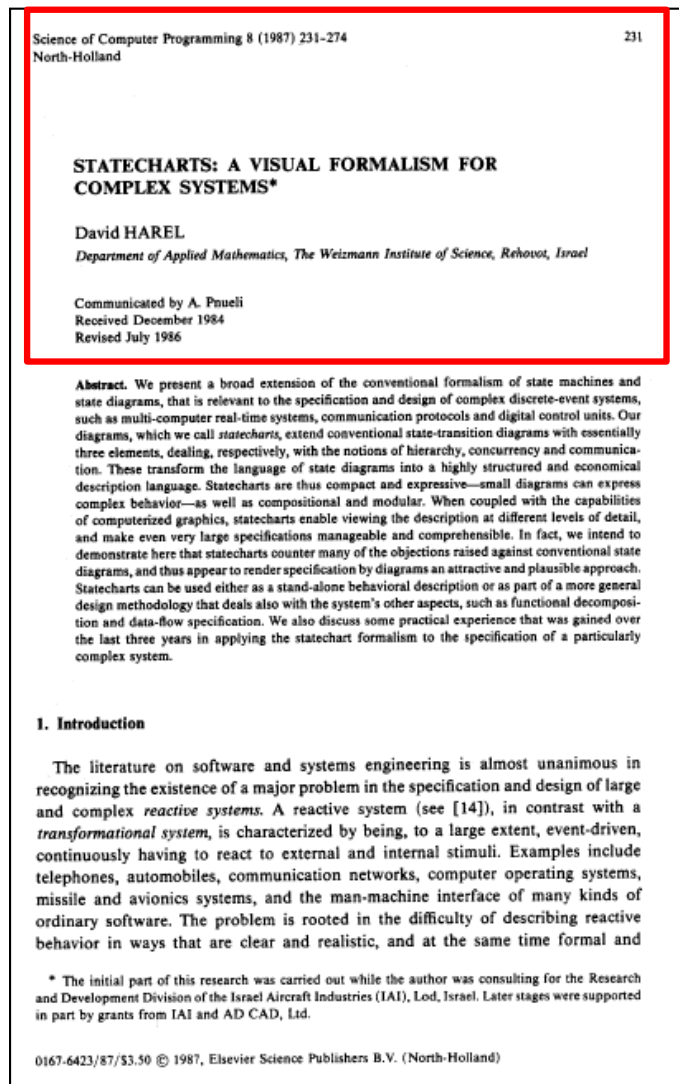 Science of Computer Programming 8 (1987) 231-274 231
North-Holland
STATECHARTS: A VISUAL FORMALISM FOR
COMPLEX SYSTEMS*
David HAREL
Department of Applied Mathematics, The Weizmann Institute of Science, Rehovot, Israel
Communicated by A. Pnueli
Received December 1984
Revised July 1986
Abstract. We present a broad extension of the conventional formalism of state machines and
state diagrams, that is relevant to the specification and design of complex discrete-event systems,
such as multi-computer real-time systems, communication protocols and digital control units. Our
diagrams, which we call statecharts, extend conventional state-transition diagrams with essentially
three elements, dealing, respectively, with the notions of hierarchy, concurrency and communica-
tion. These transform the language of state diagrams into a highly structured and economical
description language. Statecharts are thus compact and expressive—small diagrams can express
complex behavior—as well as compositional and modular. When coupled with the capabilities
of computerized graphics, statecharts enable viewing the description at different levels of detail,
and make even very large specifications manageable and comprehensible. In fact, we intend to
demonstrate here that statecharts counter many of the objections raised against conventional state
diagrams, and thus appear to render specification by diagrams an attractive and plausible approach.
Statecharts can be used either as a stand-alone behavioral description or as part of a more general
design methodology that deals also with the system's other aspects, such as functional decomposi-
tion and data-flow specification. We also discuss some practical experience that was gained over
the last three years in applying the statechart formalism to the specification of a particularly
complex system.
1. Introduction
The literature on software and systems engineering is almost unanimous in
recognizing the existence of a major problem in the specification and design of large
and complex reactive systems. A reactive system (see [14]), in contrast with a
transformational system, is characterized by being, to a large extent, event-driven,
continuously having to react to external and internal stimuli. Examples include
telephones, automobiles, communication networks, computer operating systems,
missile and avionics systems, and the man-machine interface of many kinds of
ordinary software. The problem is rooted in the difficulty of describing reactive
behavior in ways that are clear and realistic, and at the same time formal and
* The initial part of this research was carried out while the author was consulting for the Research
and Development Division of the Israel Aircraft Industries (IAI), Lod, Israel. Later stages were supported
in part by grants from IAI and AD CAD, Ltd.
0167-6423/87/$3.50 © 1987, Elsevier Science Publishers B.V. (North-Holland)